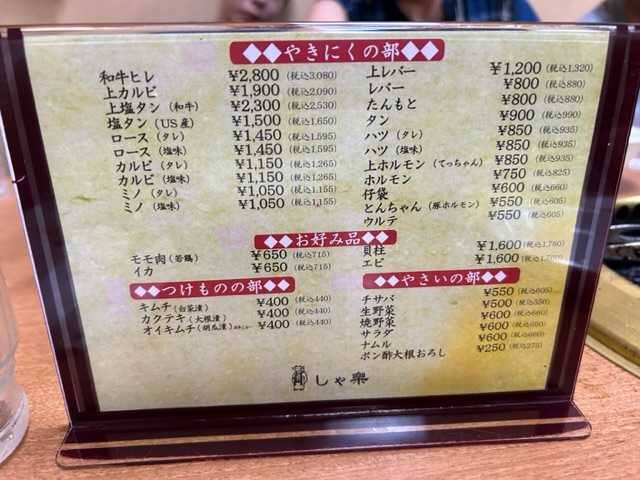 ◆◆やきにくの部◆◆
和牛ヒレ ¥2,800(税込3,080)
上カルビ ¥1,900(税込2,090)
上塩タン(和牛) ¥2,300(税込2,530)
塩タン(US産) ¥1,500(税込1,650)
ロース(タレ) ¥1,450(税込1,595)
ロース(塩味) ¥1,450(税込1,595)
カルビ(タレ) ¥1,150(税込1,265)
カルビ(塩味) ¥1,150(税込1,265)
ミノ(タレ) ¥1,050(税込1,155)
ミノ(塩味) ¥1,050(税込1,155)
上レバー ¥1,200(税込1,320)
レバー ¥800(税込880)
たんもと ¥800(税込880)
タン ¥900(税込990)
ハツ(タレ) ¥850(税込935)
ハツ(塩味) ¥850(税込935)
上ホルモン(てっちゃん) ¥850(税込935)
ホルモン ¥750(税込825)
仔袋 ¥600(税込660)
とんちゃん(豚ホルモン) ¥550(税込605)
ウルテ ¥550(税込605)
◆◆お好み品◆◆
モモ肉(若鶏) ¥650(税込715)
イカ ¥650(税込715)
貝柱 ¥1,600(税込1,760)
エビ ¥1,600(税込1,760)
◆◆つけものの部◆◆
キムチ(白菜漬) ¥400(税込440)
カクテキ(大根漬) ¥400(税込440)
オイキムチ(胡瓜漬) ¥400(税込440)
◆◆やさいの部◆◆
チサバ ¥550(税込605)
生野菜 ¥500(税込550)
焼野菜 ¥600(税込660)
サラダ ¥600(税込660)
ナムル ¥600(税込660)
ポン酢大根おろし ¥250(税込275)
しゃ楽